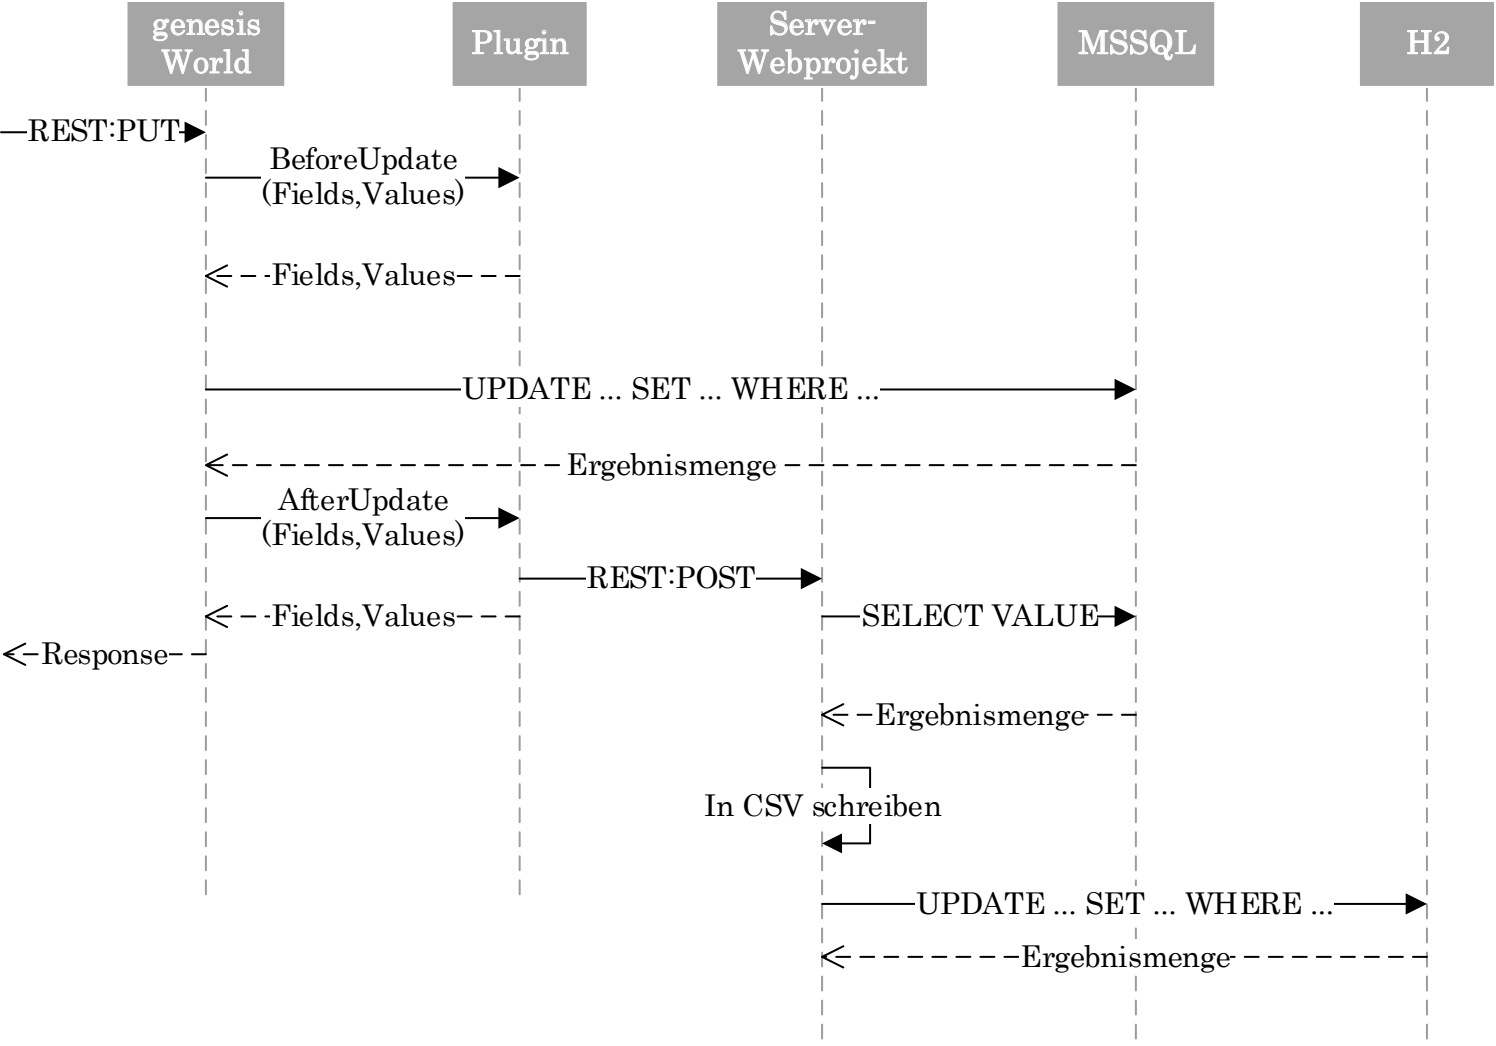 genesis
World
Plugin
Server-
Webprojekt
MSSQL
H2
REST:PUT
BeforeUpdate
(Fields,Values)
Fields,Values
UPDATE ... SET ... WHERE ...
Ergebnismenge
AfterUpdate
(Fields,Values)
REST:POST
Fields,Values
SELECT VALUE
Response
Ergebnismenge
In CSV schreiben
UPDATE ... SET ... WHERE ...
Ergebnismenge